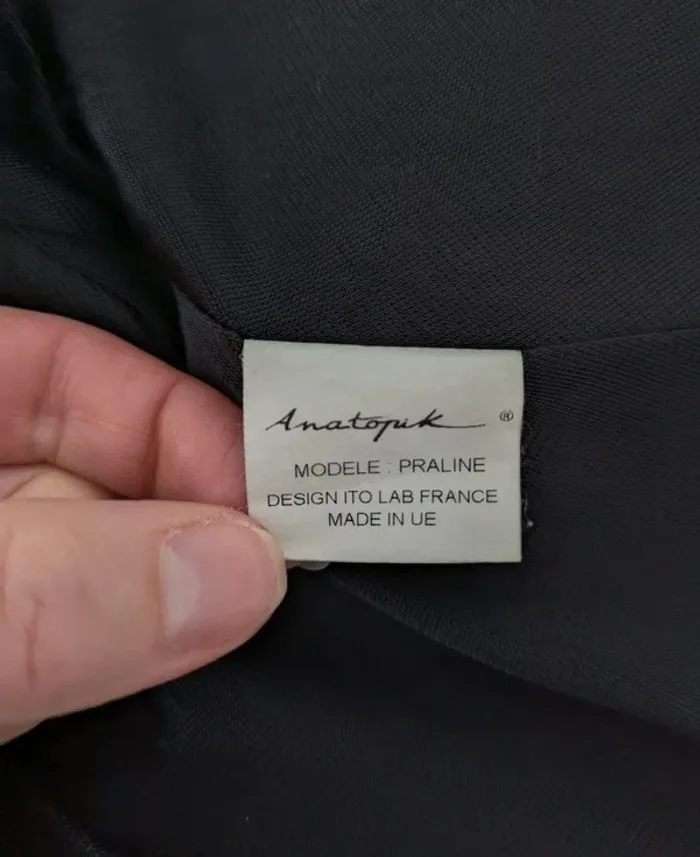 Anatopik ®
MODELE : PRALINE
DESIGN ITO LAB FRANCE
MADE IN UE